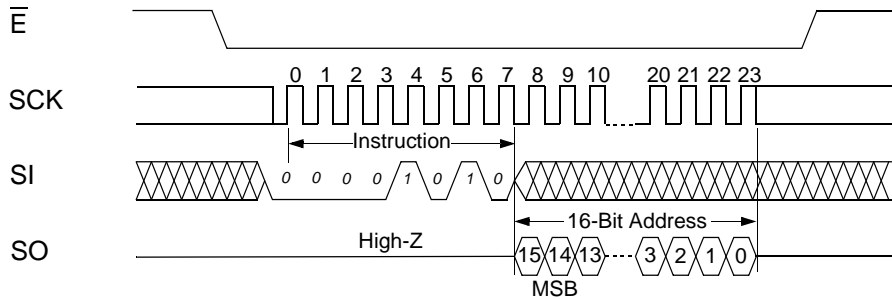 E
0 1 2 3 4 5 6 7 8 9 10 20 21 22 23
SCK
Instruction
SI 0 0 0 0 1 0 1 0
16-Bit Address
High-Z
SO 15 14 13 3 2 1 0
MSB